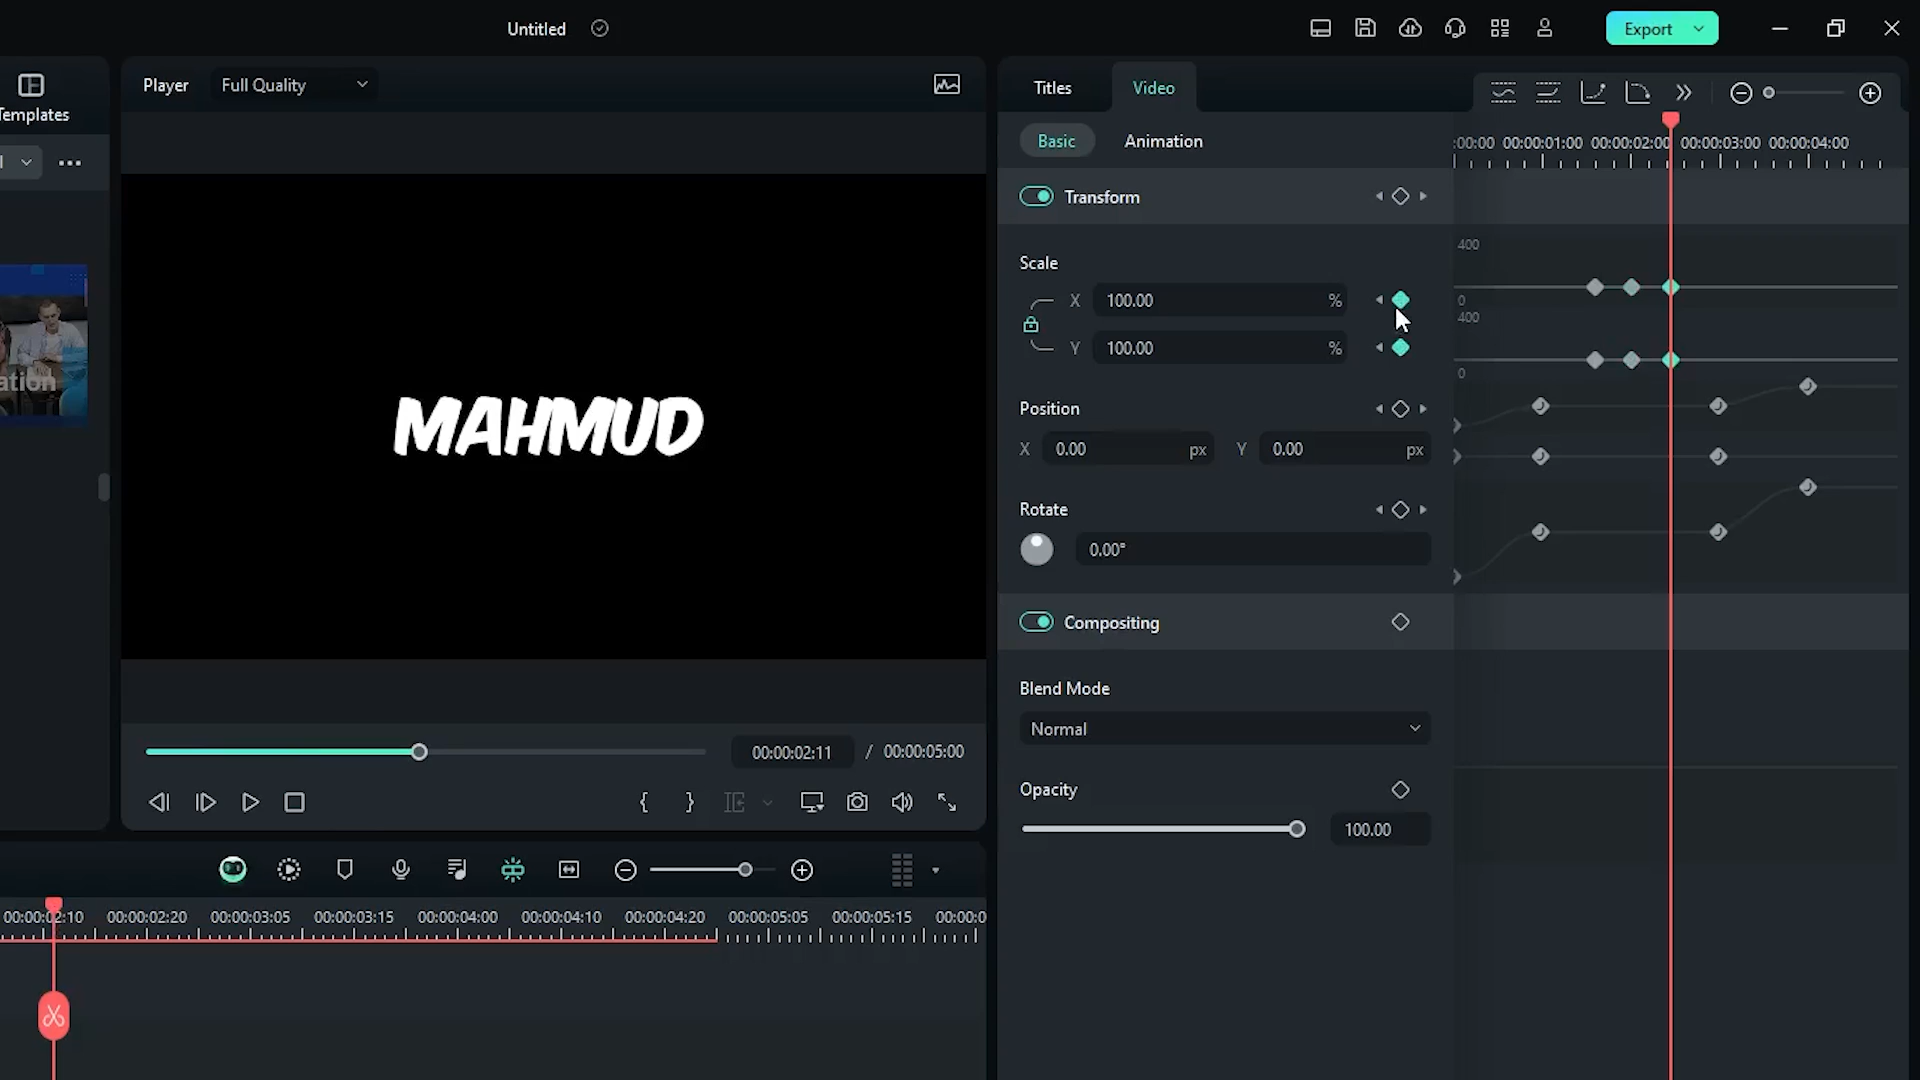 Untitled
Export
Templates
Player
Full Quality
Titles
Video
Basic
Animation
:00:00 00:00:01:00 00:00:02:00 00:00:03:00 00:00:04:00
Transform
Scale
X 100.00 %
Y 100.00 %
400
0
400
0
Position
X 0.00 px Y 0.00 px
Rotate
0.00°
Compositing
Blend Mode
Normal
Opacity
100.00
MAHMUD
ation
00:00:02:11 / 00:00:05:00
00:00:02:10 00:00:02:20 00:00:03:05 00:00:03:15 00:00:04:00 00:00:04:10 00:00:04:20 00:00:05:05 00:00:05:15 00:00:0